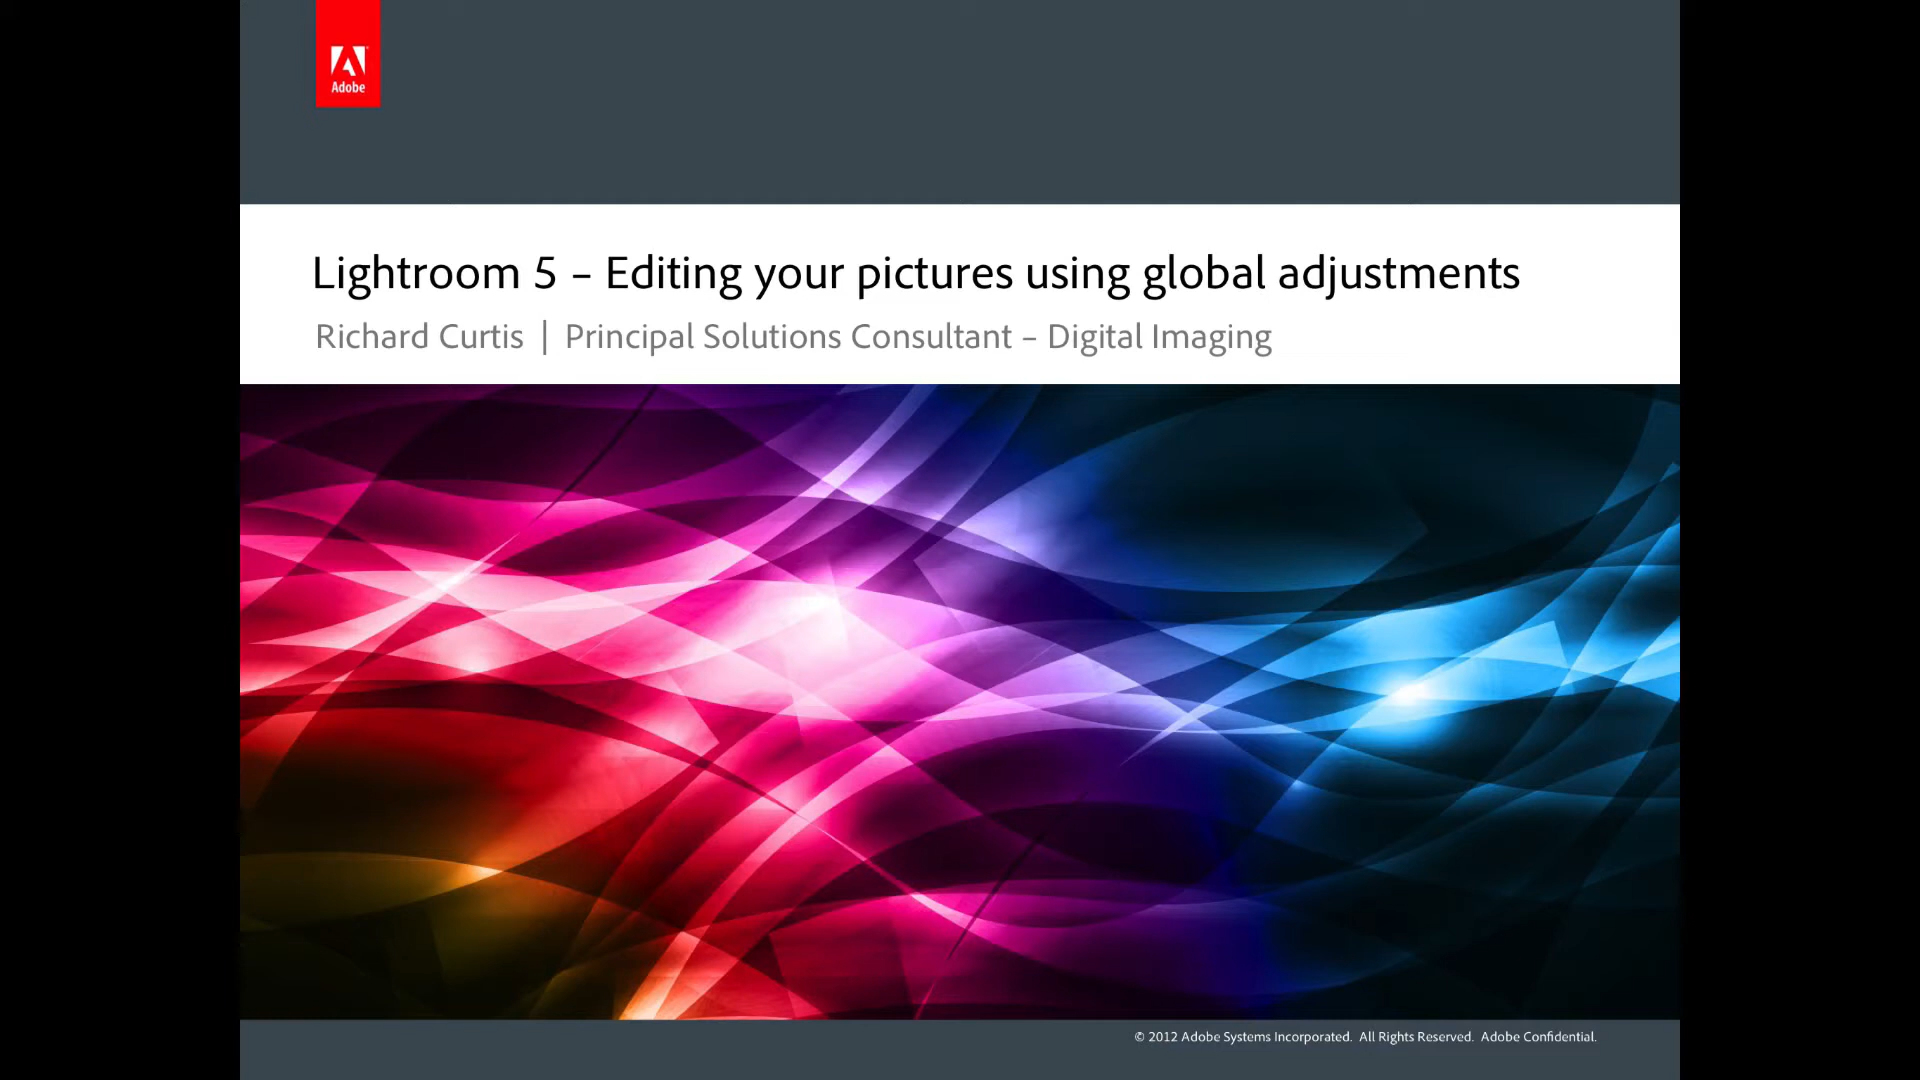 Adobe
Lightroom 5 – Editing your pictures using global adjustments
Richard Curtis | Principal Solutions Consultant – Digital Imaging
© 2012 Adobe Systems Incorporated. All Rights Reserved. Adobe Confidential.